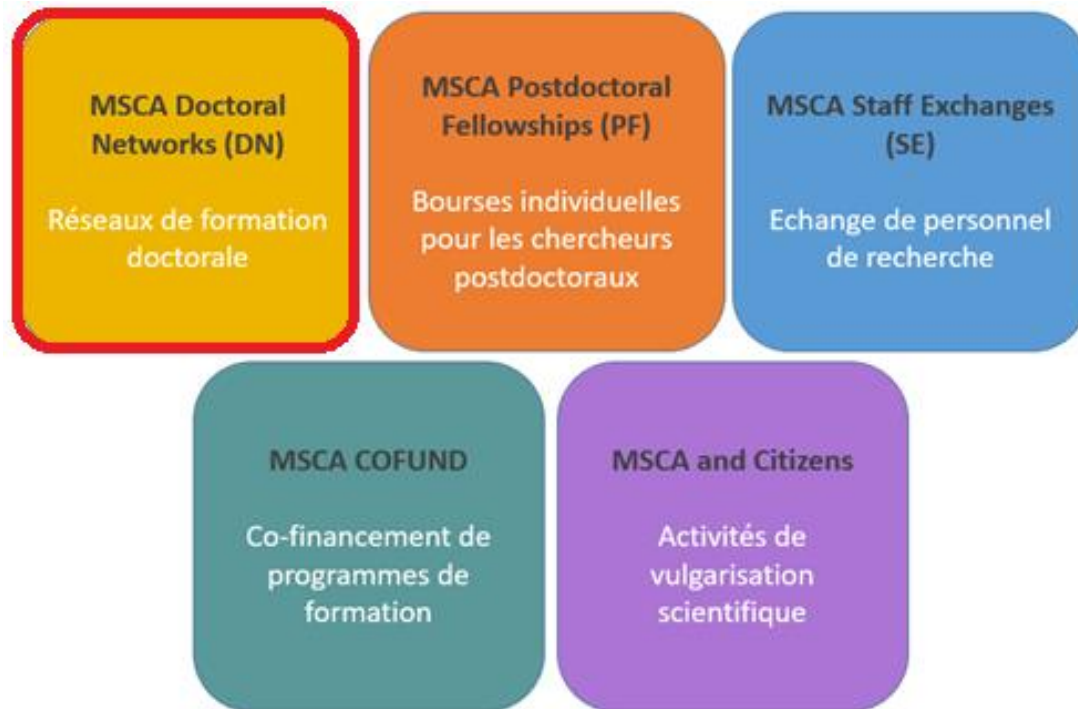 MSCA Doctoral
Networks (DN)
Réseaux de formation
doctorale
MSCA Postdoctoral
Fellowships (PF)
Bourses individuelles
pour les chercheurs
postdoctoraux
MSCA Staff Exchanges
(SE)
Echange de personnel
de recherche
MSCA COFUND
Co-financement de
programmes de
formation
MSCA and Citizens
Activités de
vulgarisation
scientifique